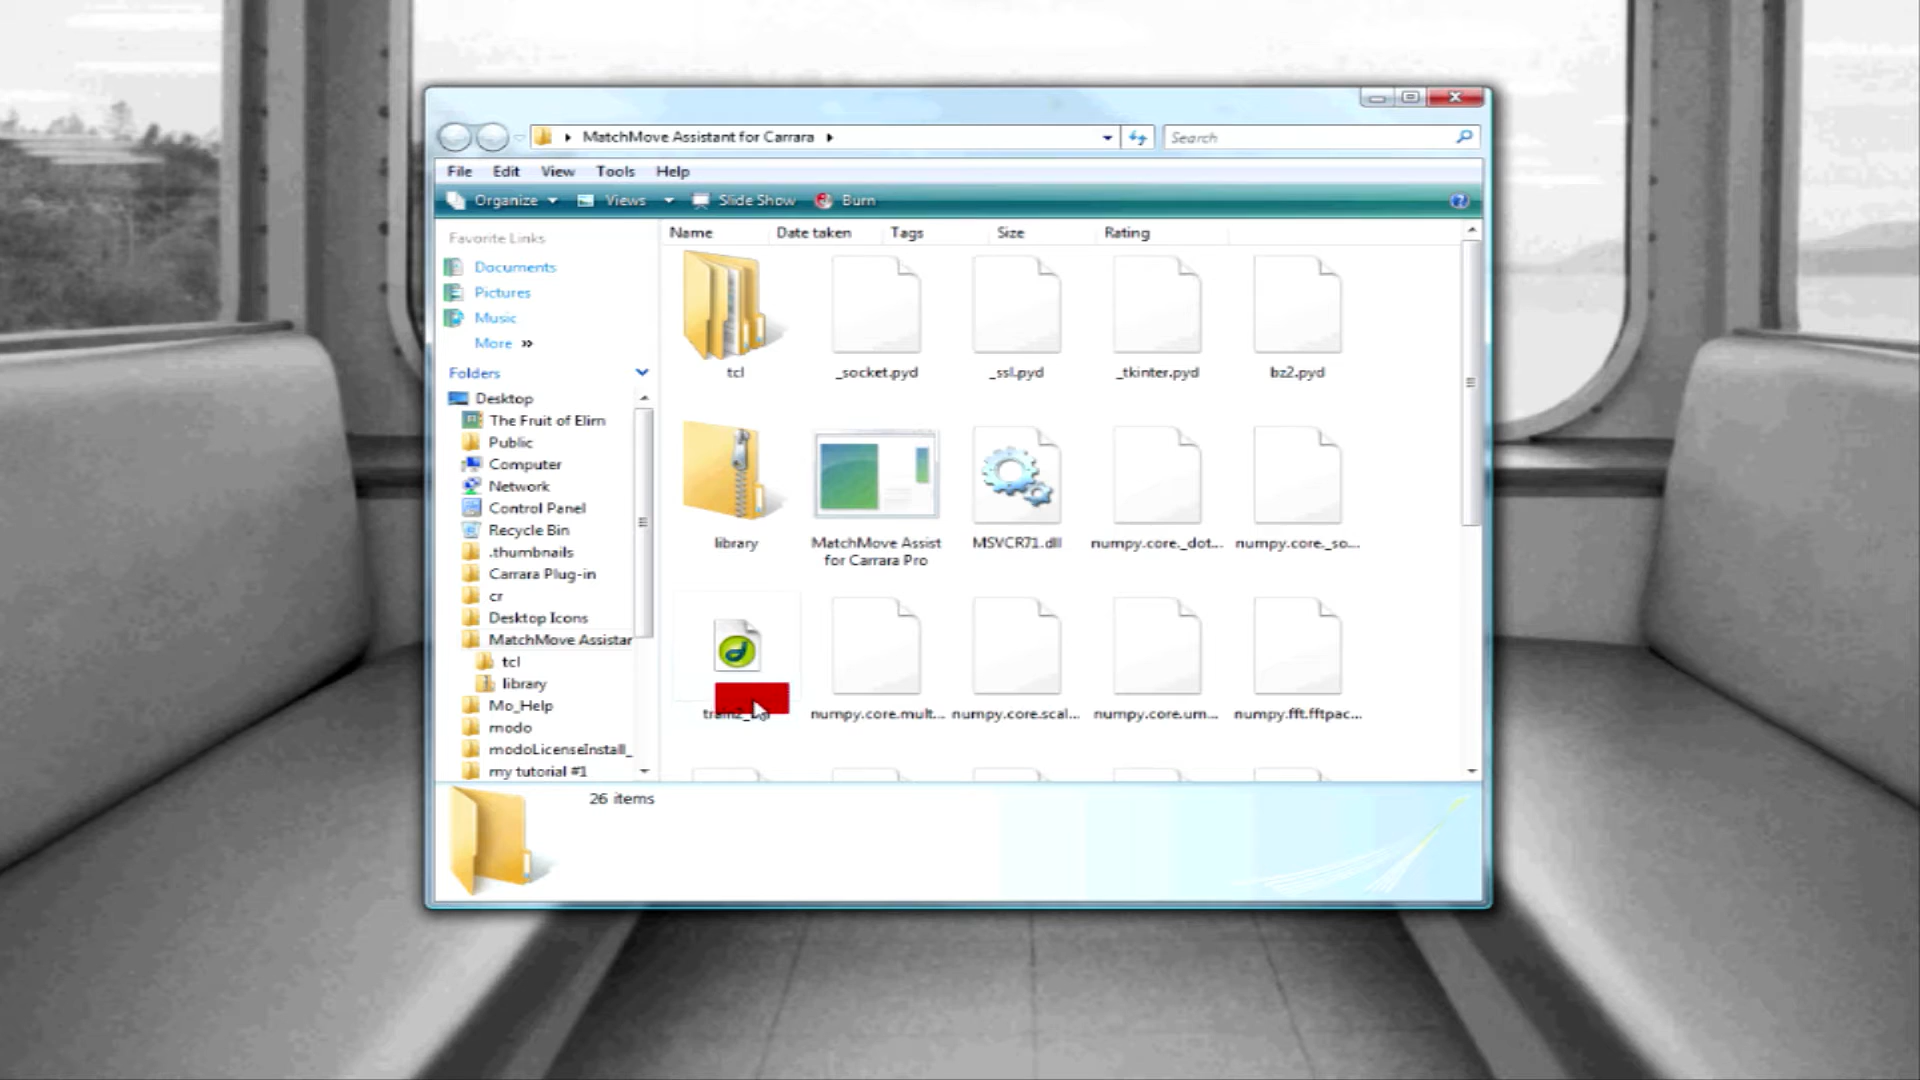 MatchMove Assistant for Carrara
Search
File Edit View Tools Help
Organize Views Slide Show Burn
Favorite Links
Documents
Pictures
Music
More »
Folders
Desktop
The Fruit of Elim
Public
Computer
Network
Control Panel
Recycle Bin
.thumbnails
Carrara Plug-in
cr
Desktop Icons
MatchMove Assistar
tcl
library
Mo_Help
modo
modoLicenseInstall_
my tutorial #1
Name Date taken Tags Size Rating
tcl _socket.pyd _ssl.pyd _tkinter.pyd bz2.pyd
library MatchMove Assist MSVCR71.dll numpy.core._dot... numpy.core._so...
for Carrara Pro
numpy.core.mult... numpy.core.scal... numpy.core.um... numpy.fft.fftpac...
26 items